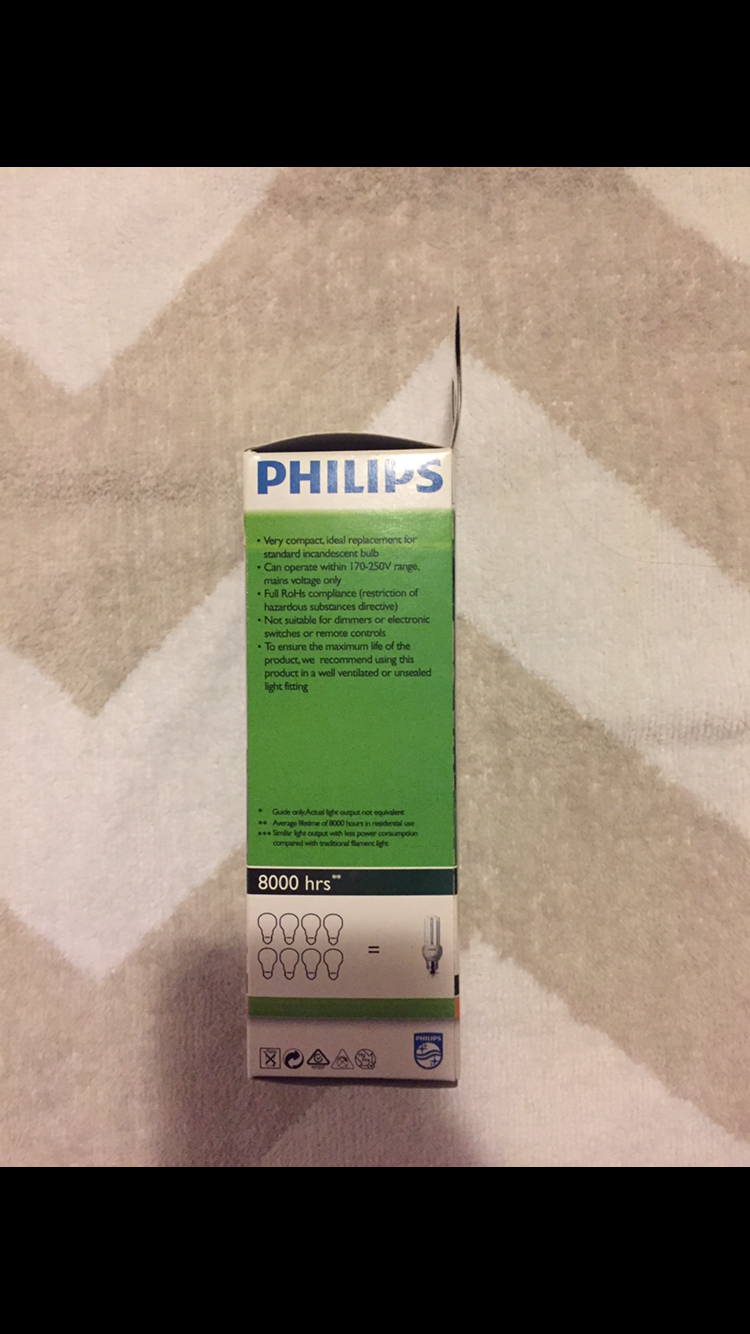 PHILIPS
• Very compact, ideal replacement for
standard incandescent bulb
• Can operate within 170-250V range,
mains voltage only
• Full RoHs compliance (restriction of
hazardous substances directive)
• Not suitable for dimmers or electronic
switches or remote controls
• To ensure the maximum life of the
product, we recommend using this
product in a well ventilated or unsealed
light fitting
* Guide only. Actual light output not equivalent
** Average lifetime of 8000 hours in residential use
*** Similar light output with less power consumption
compared with traditional filament light
8000 hrs**
=
PHILIPS